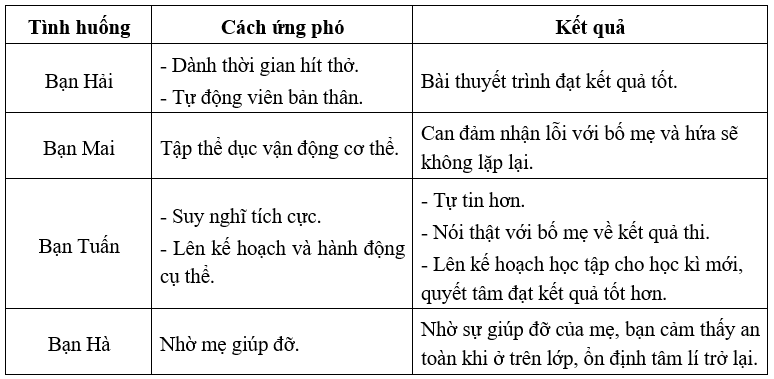 Tình huống
Cách ứng phó
Kết quả
Bạn Hải
- Dành thời gian hít thở.
- Tự động viên bản thân.
Bài thuyết trình đạt kết quả tốt.
Bạn Mai
Tập thể dục vận động cơ thể.
Can đảm nhận lỗi với bố mẹ và hứa sẽ
không lặp lại.
Bạn Tuấn
- Suy nghĩ tích cực.
- Lên kế hoạch và hành động
cụ thể.
- Tự tin hơn.
- Nói thật với bố mẹ về kết quả thi.
- Lên kế hoạch học tập cho học kì mới,
quyết tâm đạt kết quả tốt hơn.
Bạn Hà
Nhờ mẹ giúp đỡ.
Nhờ sự giúp đỡ của mẹ, bạn cảm thấy an
toàn khi ở trên lớp, ổn định tâm lí trở lại.